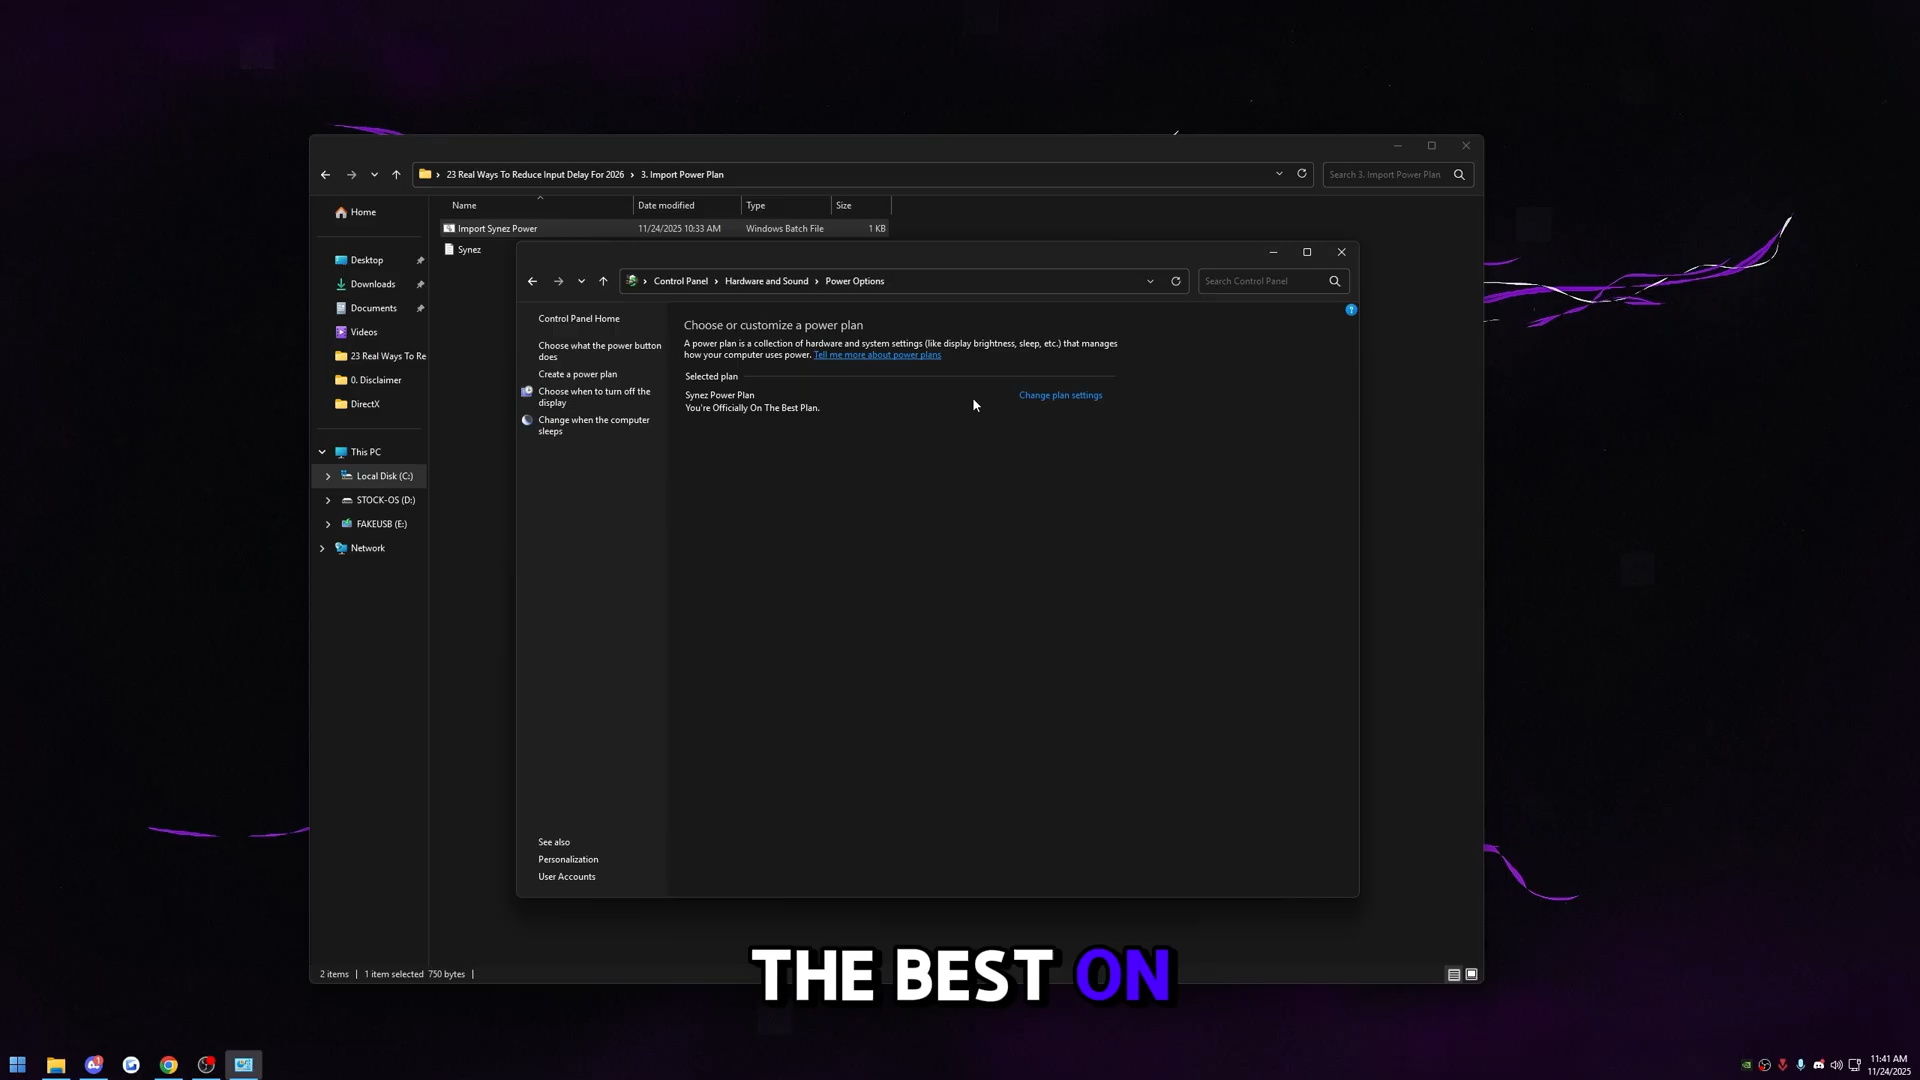 23 Real Ways To Reduce Input Delay For 2026 › 3. Import Power Plan
Search 3. Import Power Plan
Name
Date modified
Type
Size
Home
Import Synez Power
11/24/2025 10:33 AM
Windows Batch File
1 KB
Synez
Desktop
Downloads
Documents
Videos
23 Real Ways To Re
0. Disclaimer
DirectX
This PC
Local Disk (C:)
STOCK-OS (D:)
FAKEUSB (E:)
Network
Control Panel › Hardware and Sound › Power Options
Search Control Panel
Control Panel Home
Choose what the power button
does
Create a power plan
Choose when to turn off the
display
Change when the computer
sleeps
Choose or customize a power plan
A power plan is a collection of hardware and system settings (like display brightness, sleep, etc.) that manages
how your computer uses power. Tell me more about power plans
Selected plan
Synez Power Plan
Change plan settings
You're Officially On The Best Plan.
See also
Personalization
User Accounts
THE BEST ON
2 items
1 item selected 750 bytes
11:41 AM
11/24/2025